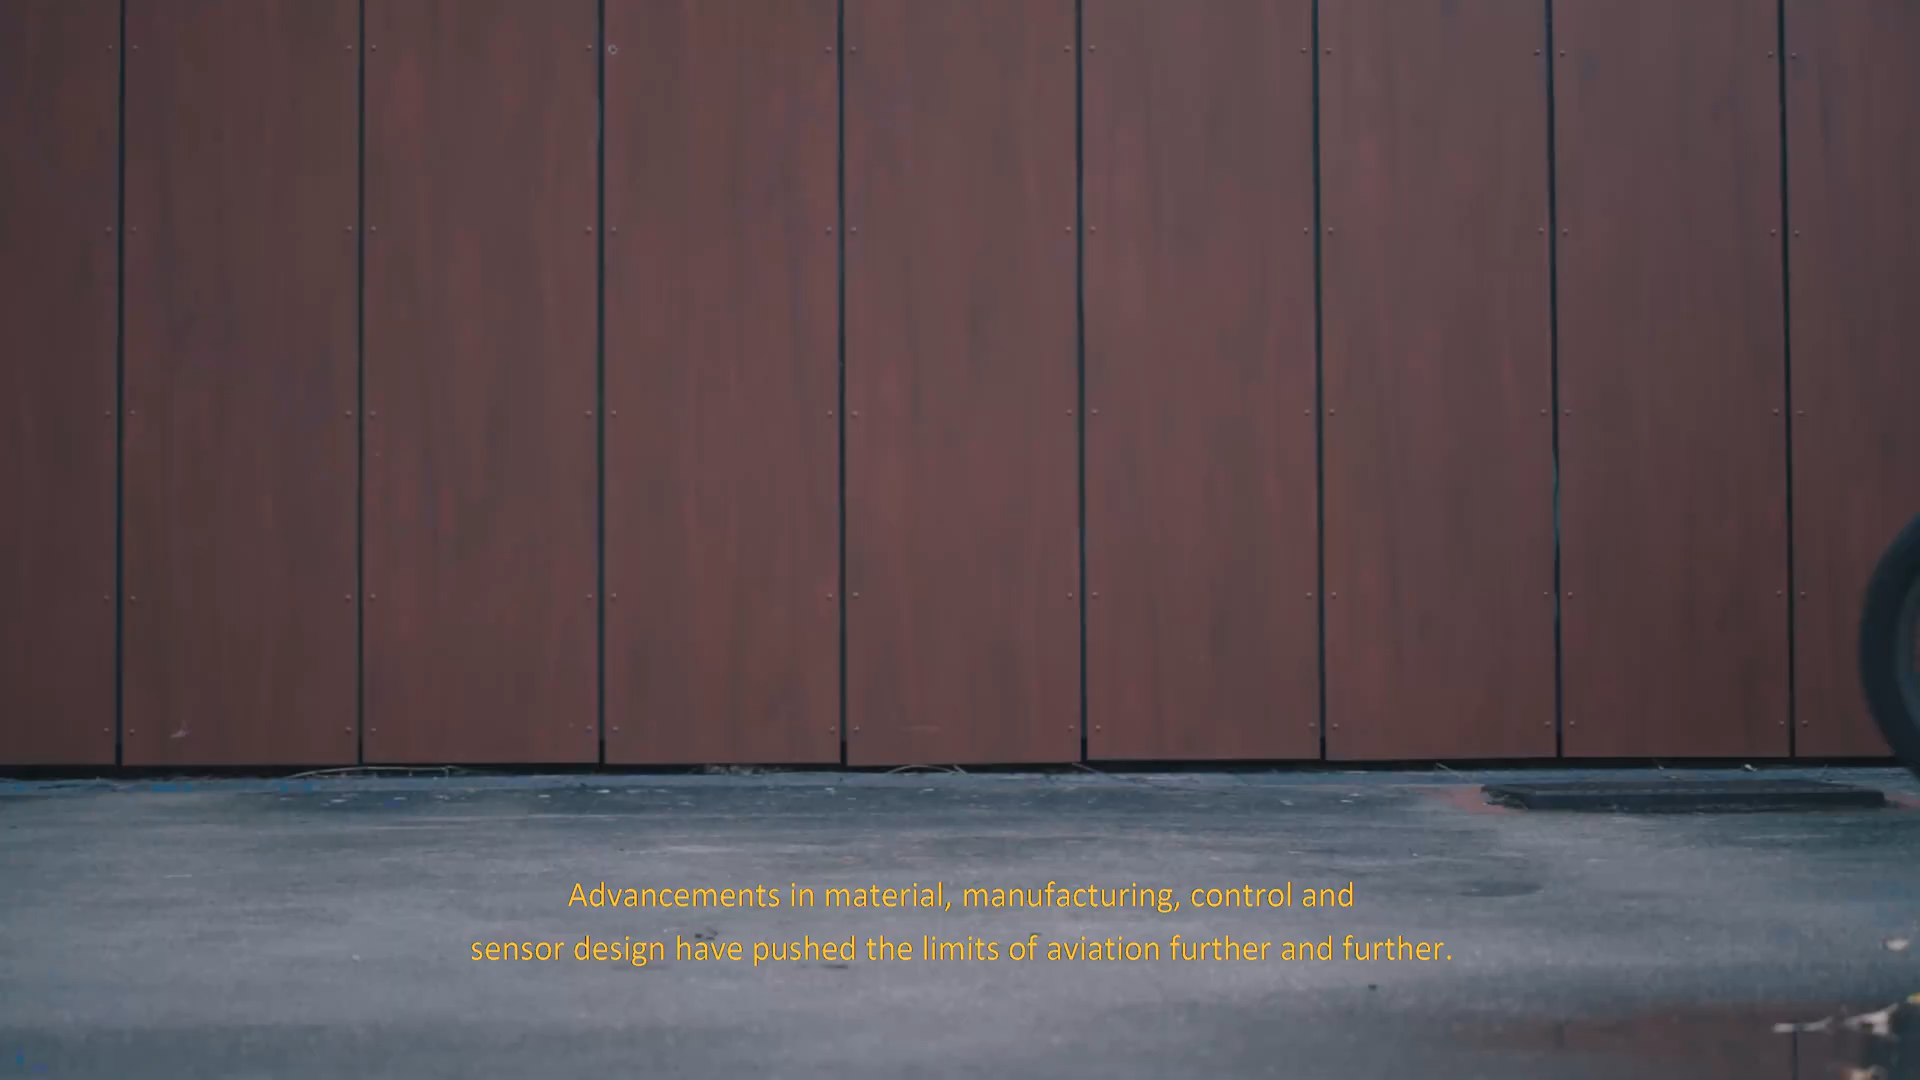 Advancements in material, manufacturing, control and
sensor design have pushed the limits of aviation further and further.